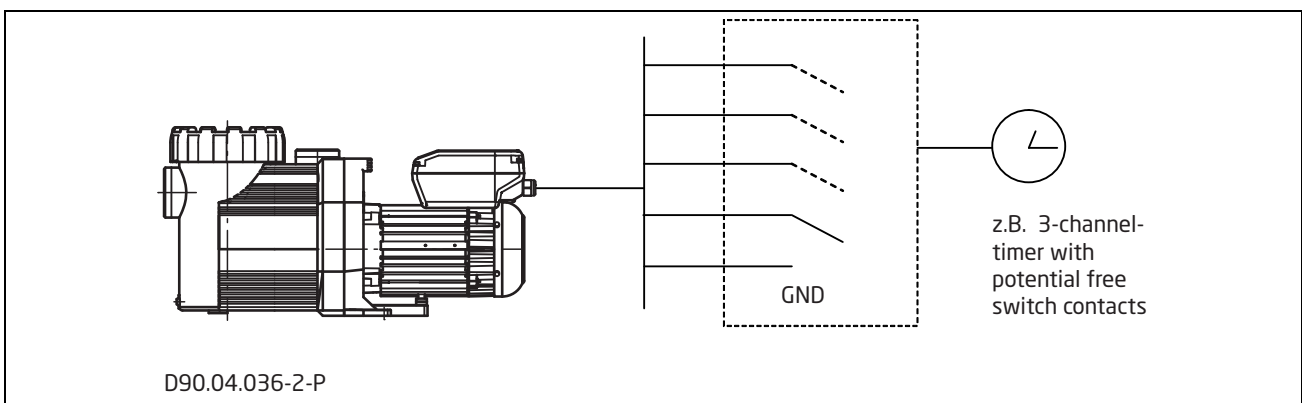 GND
z.B. 3-channel-
timer with
potential free
switch contacts
D90.04.036-2-P